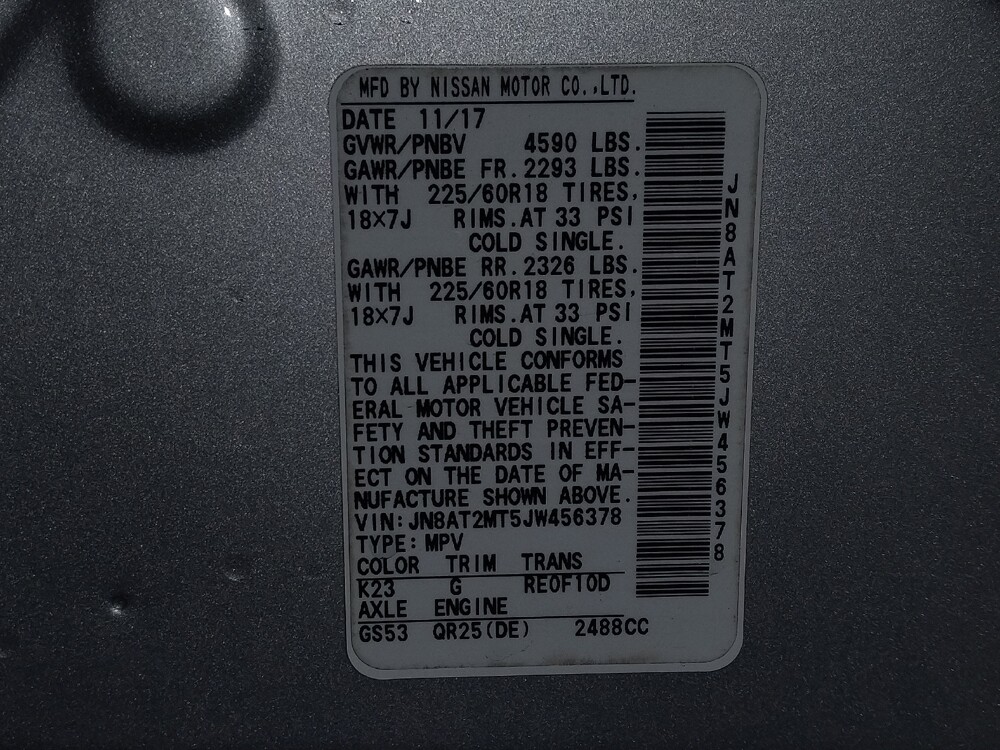 MFD BY NISSAN MOTOR CO.,LTD.
DATE 11/17
GVWR/PNBV 4590 LBS.
GAWR/PNBE FR.2293 LBS.
WITH 225/60R18 TIRES,
18×7J RIMS.AT 33 PSI
COLD SINGLE.
GAWR/PNBE RR.2326 LBS.
WITH 225/60R18 TIRES,
18×7J RIMS.AT 33 PSI
COLD SINGLE.
THIS VEHICLE CONFORMS
TO ALL APPLICABLE FED-
ERAL MOTOR VEHICLE SA-
FETY AND THEFT PREVEN-
TION STANDARDS IN EFF-
ECT ON THE DATE OF MA-
NUFACTURE SHOWN ABOVE.
VIN:JN8AT2MT5JW456378
TYPE:MPV
COLOR TRIM TRANS
K23 G RE0F10D
AXLE ENGINE
GS53 QR25(DE) 2488CC
JN8AT2MT5JW456378